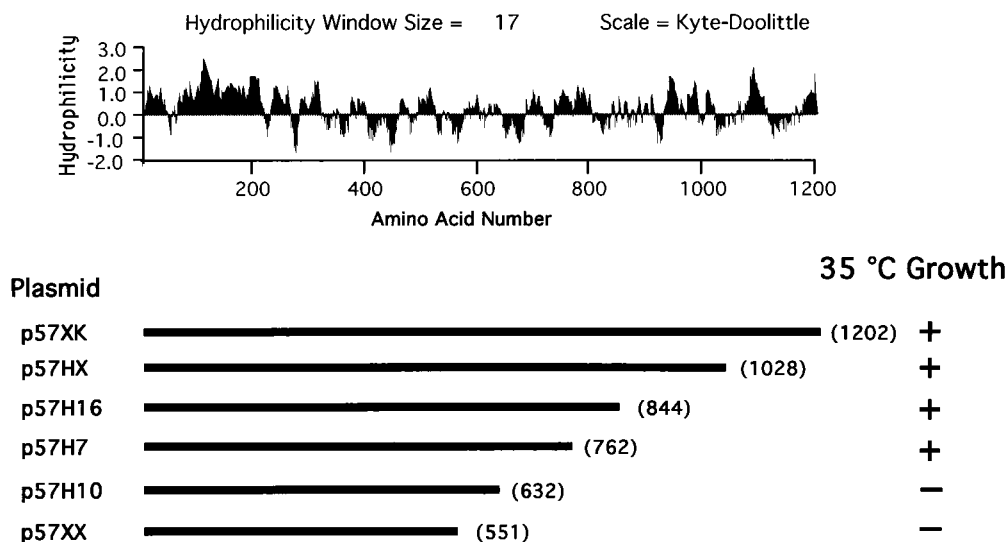 Hydrophilicity Window Size = 17 Scale = Kyte-Doolittle
Hydrophilicity
3.0
2.0
1.0
0.0
-1.0
-2.0
200 400 600 800 1000 1200
Amino Acid Number
35 °C Growth
Plasmid
p57XK (1202) +
p57HX (1028) +
p57H16 (844) +
p57H7 (762) +
p57H10 (632) −
p57XX (551) −